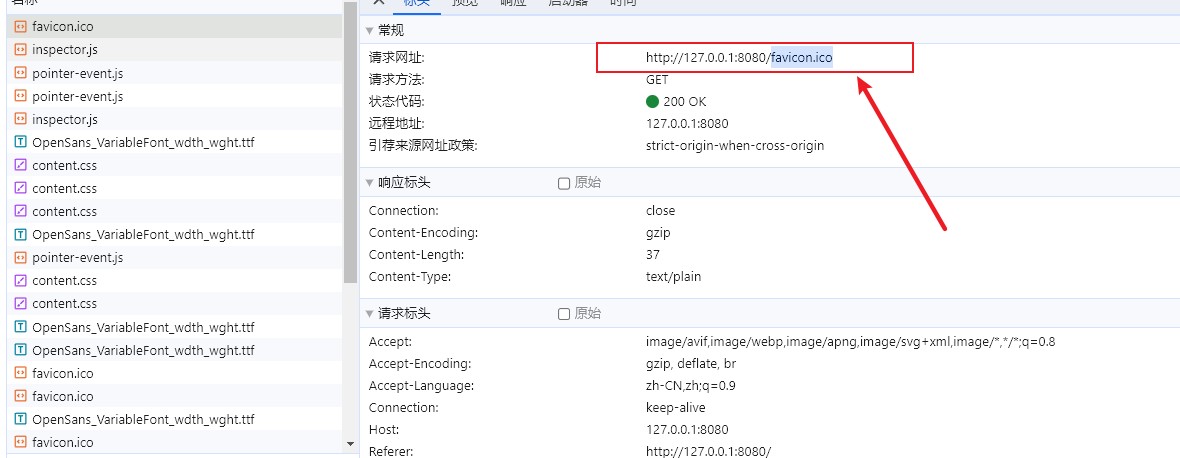 名称
标头 预览 响应 启动器 时间
favicon.ico
inspector.js
pointer-event.js
pointer-event.js
inspector.js
OpenSans_VariableFont_wdth_wght.ttf
content.css
content.css
content.css
OpenSans_VariableFont_wdth_wght.ttf
pointer-event.js
content.css
content.css
OpenSans_VariableFont_wdth_wght.ttf
OpenSans_VariableFont_wdth_wght.ttf
favicon.ico
favicon.ico
OpenSans_VariableFont_wdth_wght.ttf
favicon.ico
常规
请求网址: http://127.0.0.1:8080/favicon.ico
请求方法: GET
状态代码: 200 OK
远程地址: 127.0.0.1:8080
引荐来源网址政策: strict-origin-when-cross-origin
响应标头 原始
Connection: close
Content-Encoding: gzip
Content-Length: 37
Content-Type: text/plain
请求标头 原始
Accept: image/avif,image/webp,image/apng,image/svg+xml,image/*,*/*;q=0.8
Accept-Encoding: gzip, deflate, br
Accept-Language: zh-CN,zh;q=0.9
Connection: keep-alive
Host: 127.0.0.1:8080
Referer: http://127.0.0.1:8080/